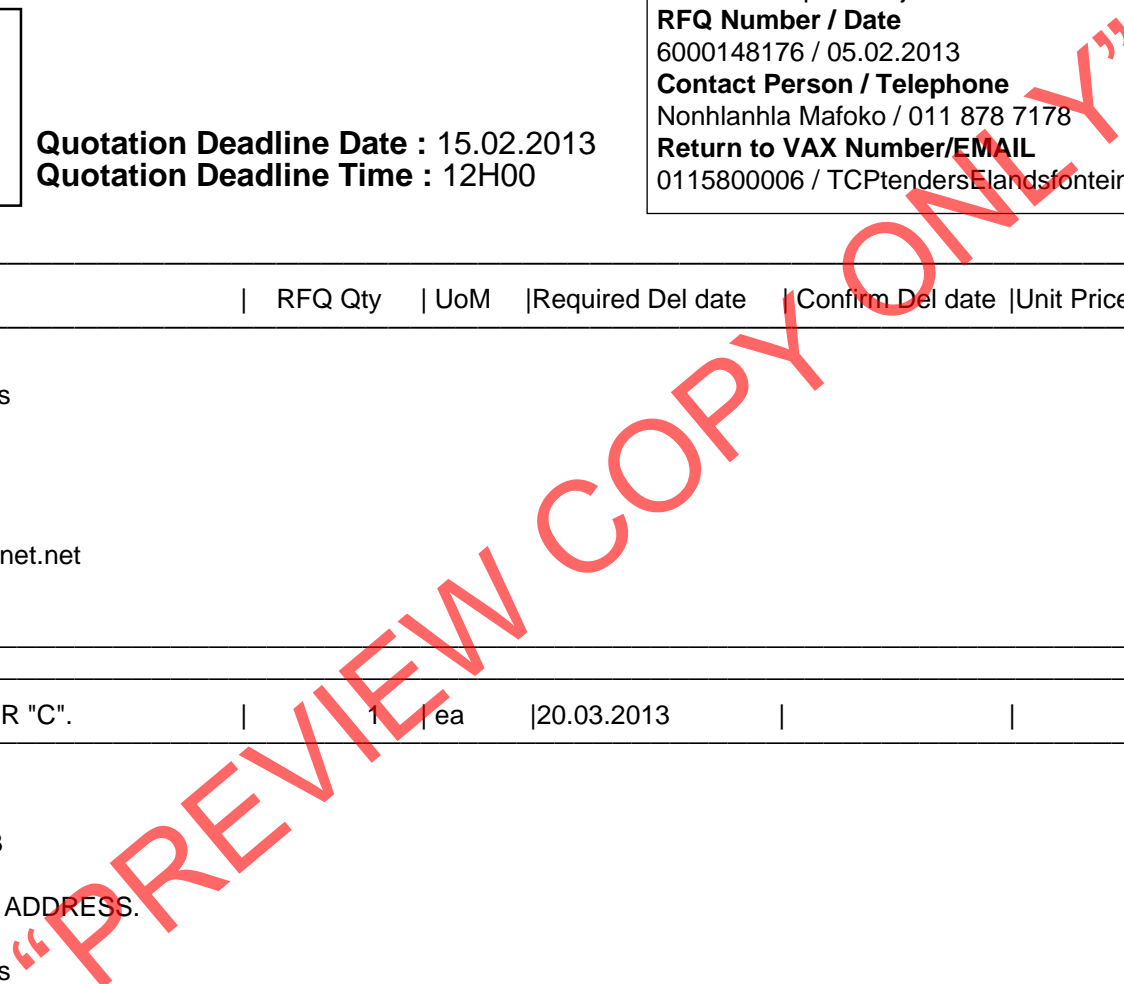 RFQ Number / Date
6000148176 / 05.02.2013
Contact Person / Telephone
Nonhlanhla Mafoko / 011 878 7178
Quotation Deadline Date : 15.02.2013
Return to VAX Number/EMAIL
Quotation Deadline Time : 12H00
0115800006 / TCPtendersElandsfontein
| RFQ Qty | UoM |Required Del date | Confirm Del date |Unit Price
s
net.net
R "C". | 1 | ea |20.03.2013 | |
ADDRESS.
s
“PREVIEW COPY ONLY”